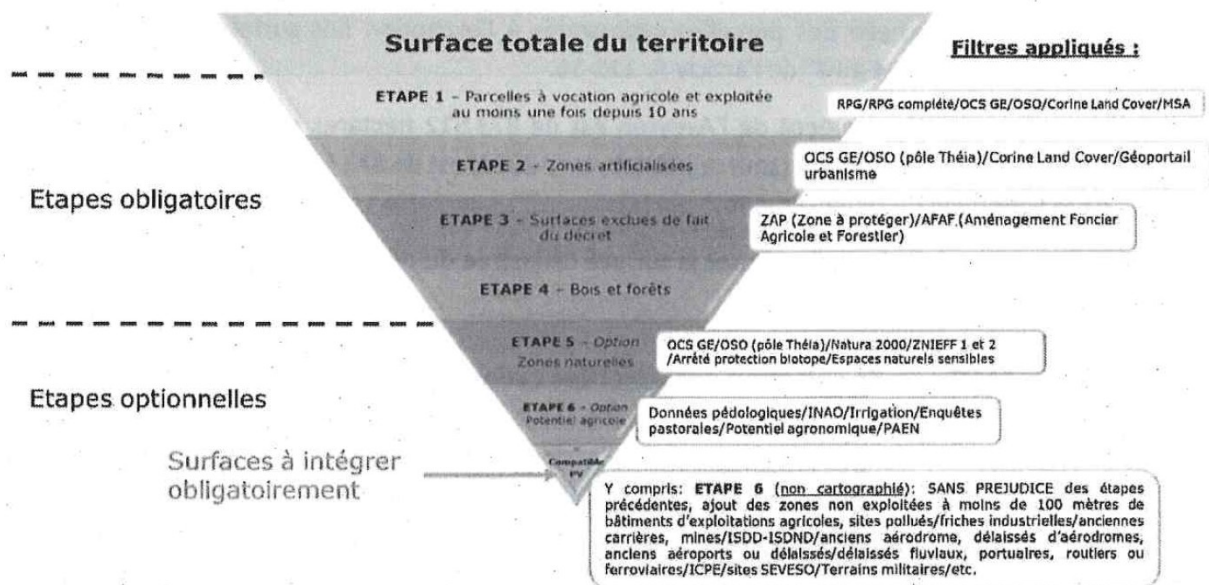 Surface totale du territoire
Filtres appliqués :
ETAPE 1 – Parcelles à vocation agricole et exploitée
au moins une fois depuis 10 ans
RPG/RPG complété/OCS GE/OSO/Corine Land Cover/MSA
Etapes obligatoires
ETAPE 2 – Zones artificialisées
OCS GE/OSO (pôle Théia)/Corine Land Cover/Géoportail
urbanisme
ETAPE 3 – Surfaces exclues de fait
du décret
ZAP (Zone à protéger)/AFAF (Aménagement Foncier
Agricole et Forestier)
ETAPE 4 – Bois et forêts
ETAPE 5 – Option
Zones naturelles
OCS GE/OSO (pôle Théia)/Natura 2000/ZNIEFF 1 et 2
/Arrêté protection biotope/Espaces naturels sensibles
Etapes optionnelles
ETAPE 6 – Option
Potentiel agricole
Données pédologiques/INAO/Irrigation/Enquêtes
pastorales/Potentiel agronomique/PAEN
Surfaces à intégrer
obligatoirement
Compatible
PV
Y compris: ETAPE 6 (non cartographié): SANS PREJUDICE des étapes
précédentes, ajout des zones non exploitées à moins de 100 mètres de
bâtiments d'exploitations agricoles, sites pollués/friches industrielles/anciennes
carrières, mines/ISDD-ISDND/anciens aérodrome, délaissés d'aérodromes,
anciens aéroports ou délaissés/délaissés fluviaux, portuaires, routiers ou
ferroviaires/ICPE/sites SEVESO/Terrains militaires/etc.